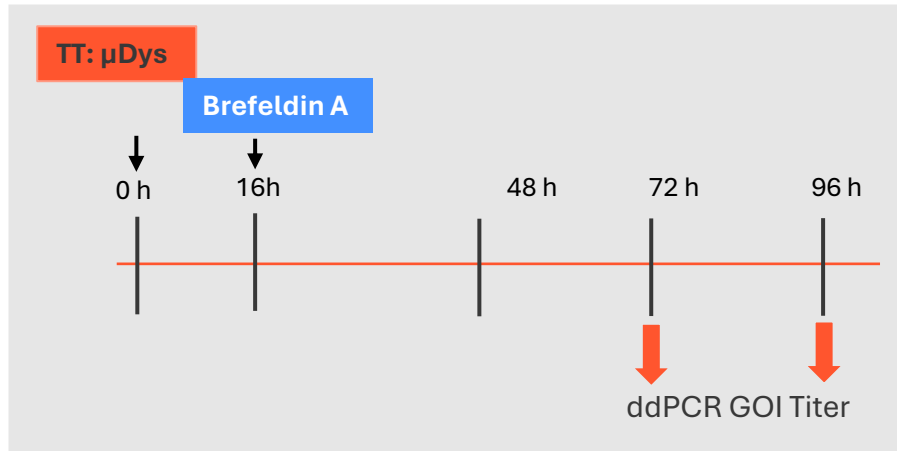 TT: µDys
Brefeldin A
0 h
16h
48 h
72 h
96 h
ddPCR GOI Titer